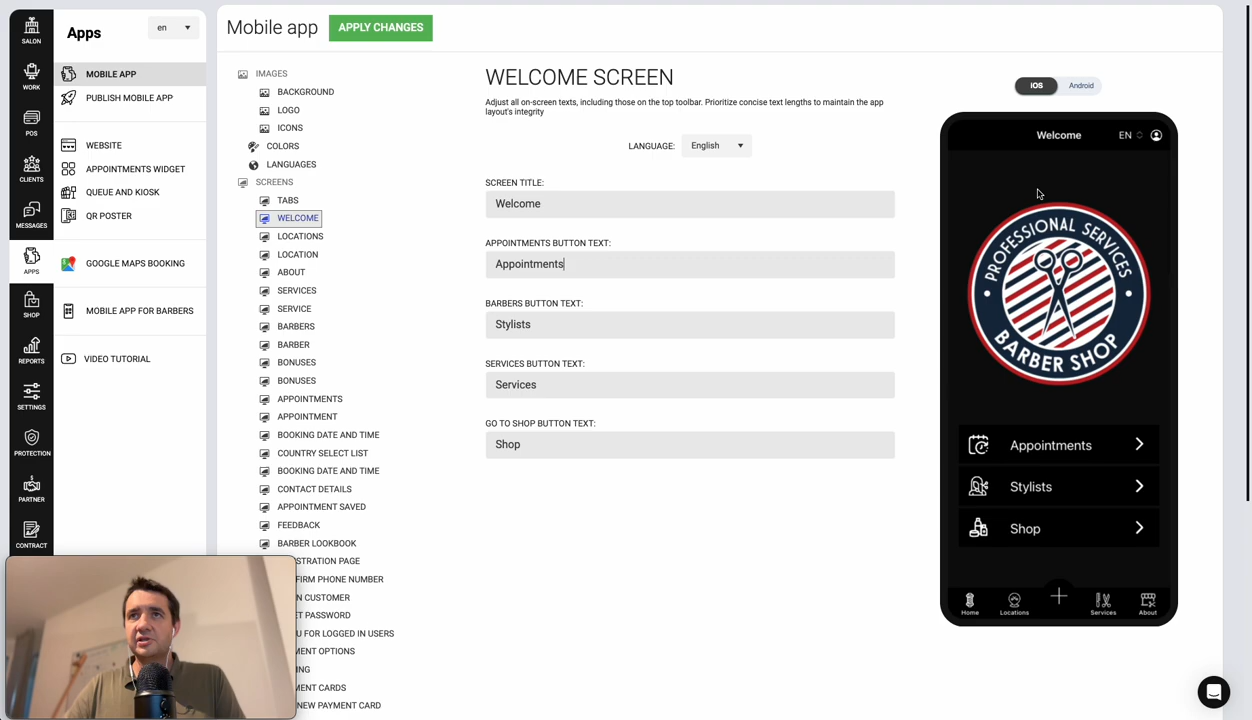 SALON
WORK
POS
CLIENTS
MESSAGES
APPS
SHOP
REPORTS
SETTINGS
PROTECTION
PARTNER
CONTRACT
Apps
en
MOBILE APP
PUBLISH MOBILE APP
WEBSITE
APPOINTMENTS WIDGET
QUEUE AND KIOSK
QR POSTER
GOOGLE MAPS BOOKING
MOBILE APP FOR BARBERS
VIDEO TUTORIAL
Mobile app
APPLY CHANGES
IMAGES
BACKGROUND
LOGO
ICONS
COLORS
LANGUAGES
SCREENS
TABS
WELCOME
LOCATIONS
LOCATION
ABOUT
SERVICES
SERVICE
BARBERS
BARBER
BONUSES
BONUSES
APPOINTMENTS
APPOINTMENT
BOOKING DATE AND TIME
COUNTRY SELECT LIST
BOOKING DATE AND TIME
CONTACT DETAILS
APPOINTMENT SAVED
FEEDBACK
BARBER LOOKBOOK
ISTRATION PAGE
FIRM PHONE NUMBER
N CUSTOMER
ET PASSWORD
U FOR LOGGED IN USERS
MENT OPTIONS
ING
MENT CARDS
NEW PAYMENT CARD
WELCOME SCREEN
Adjust all on-screen texts, including those on the top toolbar. Prioritize concise text lengths to maintain the app
layout's integrity
LANGUAGE: English
SCREEN TITLE:
Welcome
APPOINTMENTS BUTTON TEXT:
Appointments
BARBERS BUTTON TEXT:
Stylists
SERVICES BUTTON TEXT:
Services
GO TO SHOP BUTTON TEXT:
Shop
iOS Android
Welcome EN
PROFESSIONAL SERVICES
BARBER SHOP
Appointments
Stylists
Shop
Home Locations Services About